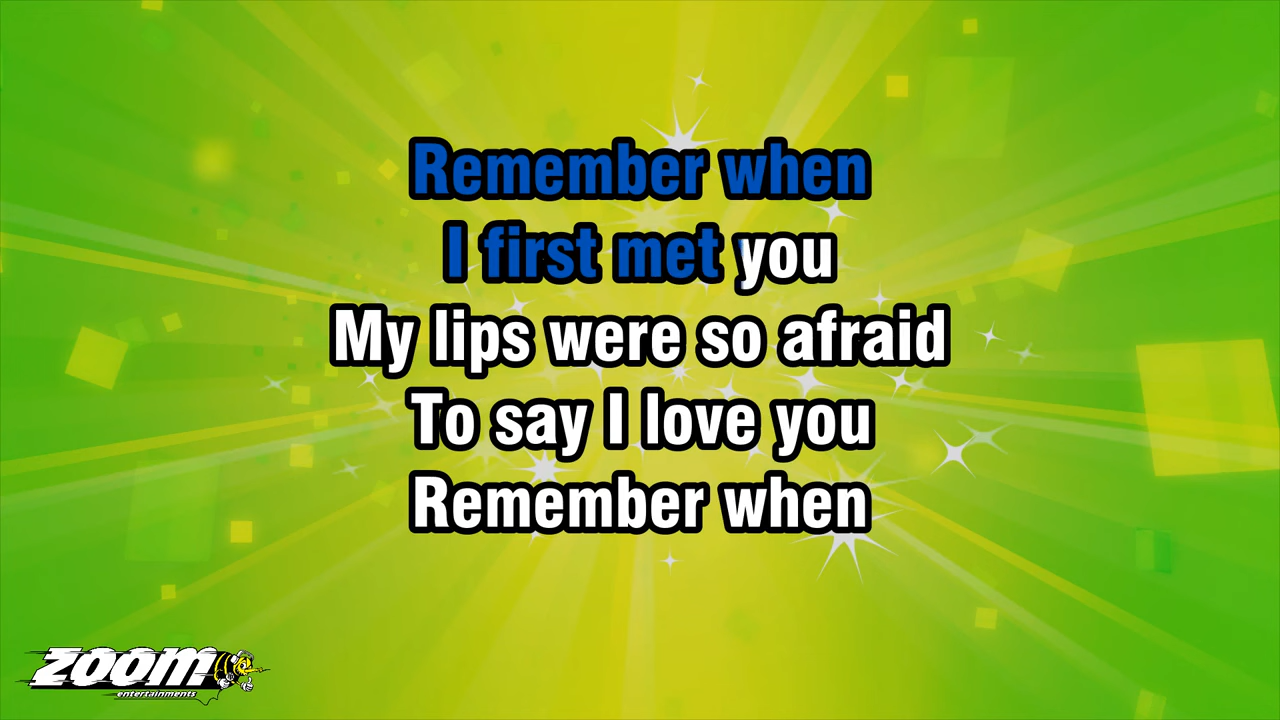 Remember when
I first met you
My lips were so afraid
To say I love you
Remember when
zoom
entertainments